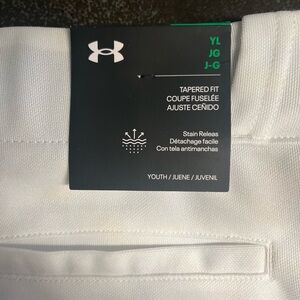 YL
JG
J-G
TAPERED FIT
COUPE FUSELÉE
AJUSTE CEÑIDO
Stain Releas
Détachage facile
Con tela antimanchas
YOUTH / JUENE / JUVENIL